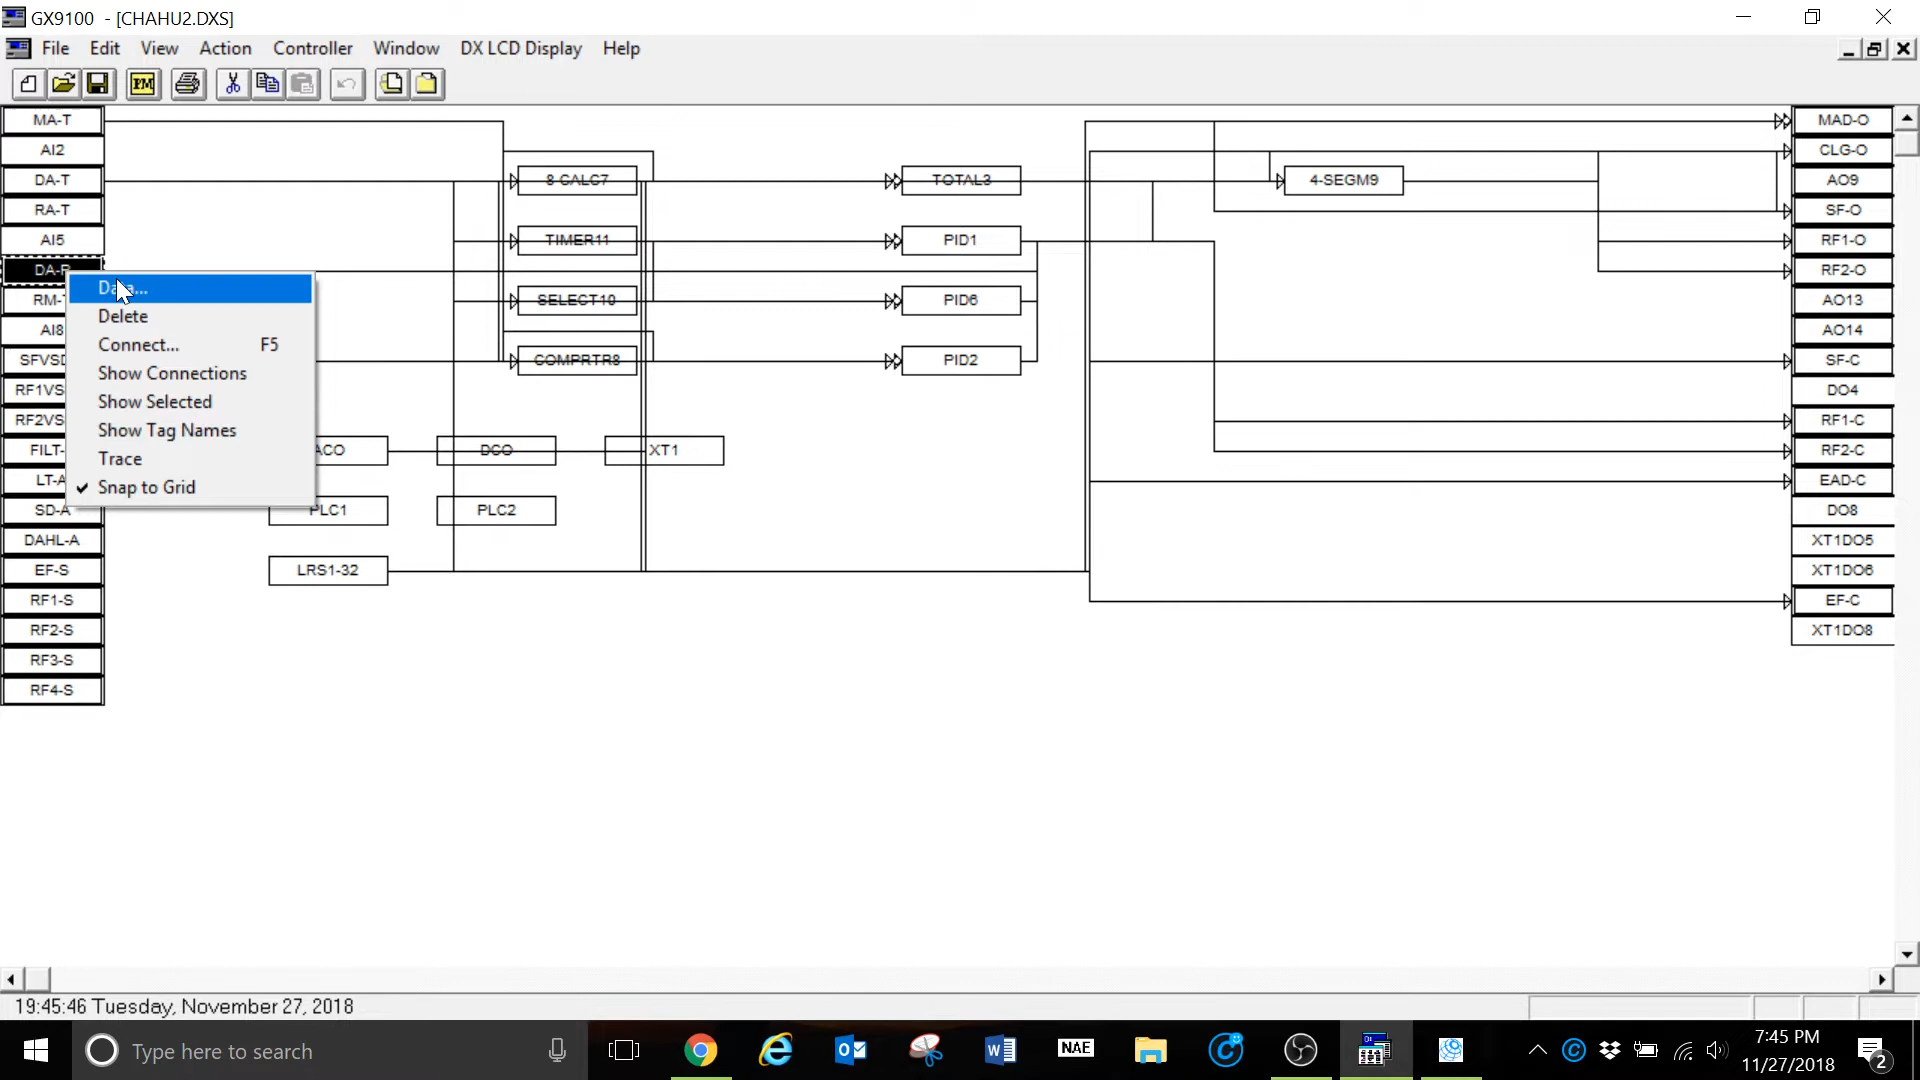 GX9100 - [CHAHU2.DXS]
File Edit View Action Controller Window DX LCD Display Help
PM
MA-T
AI2
DA-T
RA-T
AI5
DA-P
RM-T
AI8
SFVSD
RF1VS
RF2VS
FILT-
LT-A
SD-A
DAHL-A
EF-S
RF1-S
RF2-S
RF3-S
RF4-S
Data...
Delete
Connect... F5
Show Connections
Show Selected
Show Tag Names
Trace
Snap to Grid
8 CALC7
TIMER11
SELECT10
COMPRTR8
ACO
DCO
XT1
PLC1
PLC2
LRS1-32
TOTAL3
PID1
PID6
PID2
4-SEGM9
MAD-O
CLG-O
AO9
SF-O
RF1-O
RF2-O
AO13
AO14
SF-C
DO4
RF1-C
RF2-C
EAD-C
DO8
XT1DO5
XT1DO6
EF-C
XT1DO8
19:45:46 Tuesday, November 27, 2018
Type here to search
NAE
7:45 PM
11/27/2018
2